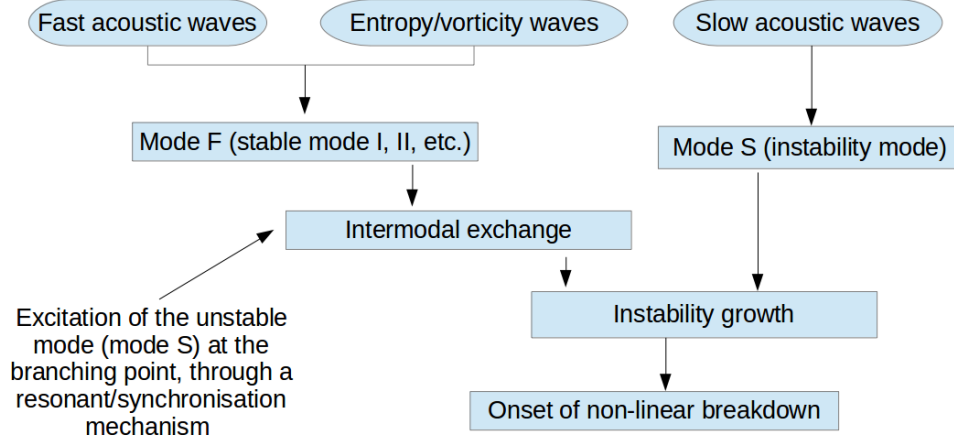 Fast acoustic waves
Entropy/vorticity waves
Slow acoustic waves
Mode F (stable mode I, II, etc.)
Mode S (instability mode)
Intermodal exchange
Excitation of the unstable
mode (mode S) at the
branching point, through a
resonant/synchronisation
mechanism
Instability growth
Onset of non-linear breakdown